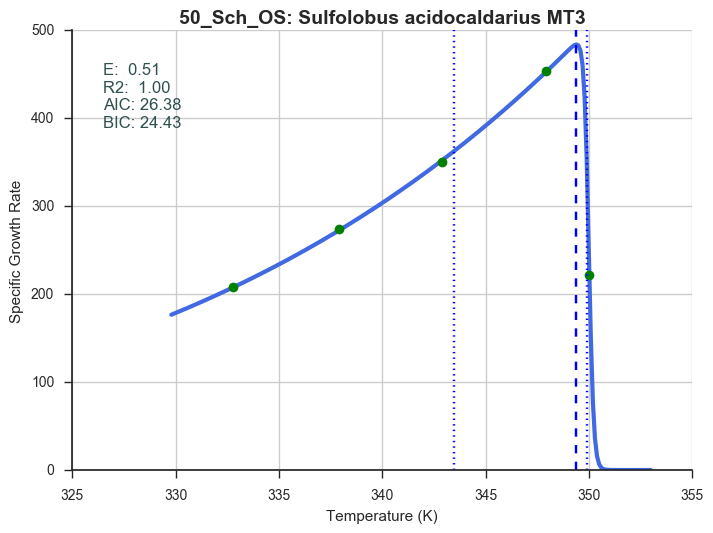 50_Sch_OS: Sulfolobus acidocaldarius MT3
E:  0.51
R2:  1.00
AIC: 26.38
BIC: 24.43
Specific Growth Rate
500
400
300
200
100
0
325 330 335 340 345 350 355
Temperature (K)